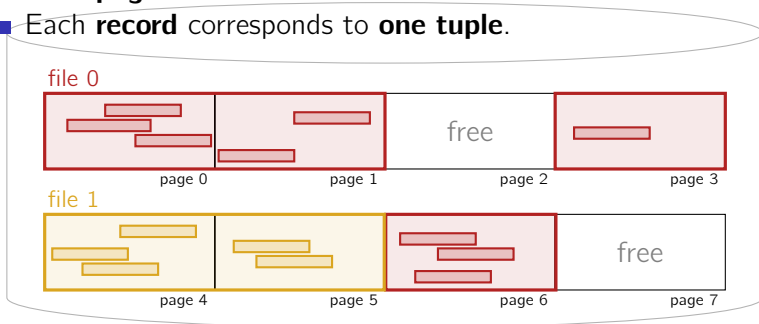 Each record corresponds to one tuple.
file 0
free
page 0 page 1 page 2 page 3
file 1
free
page 4 page 5 page 6 page 7